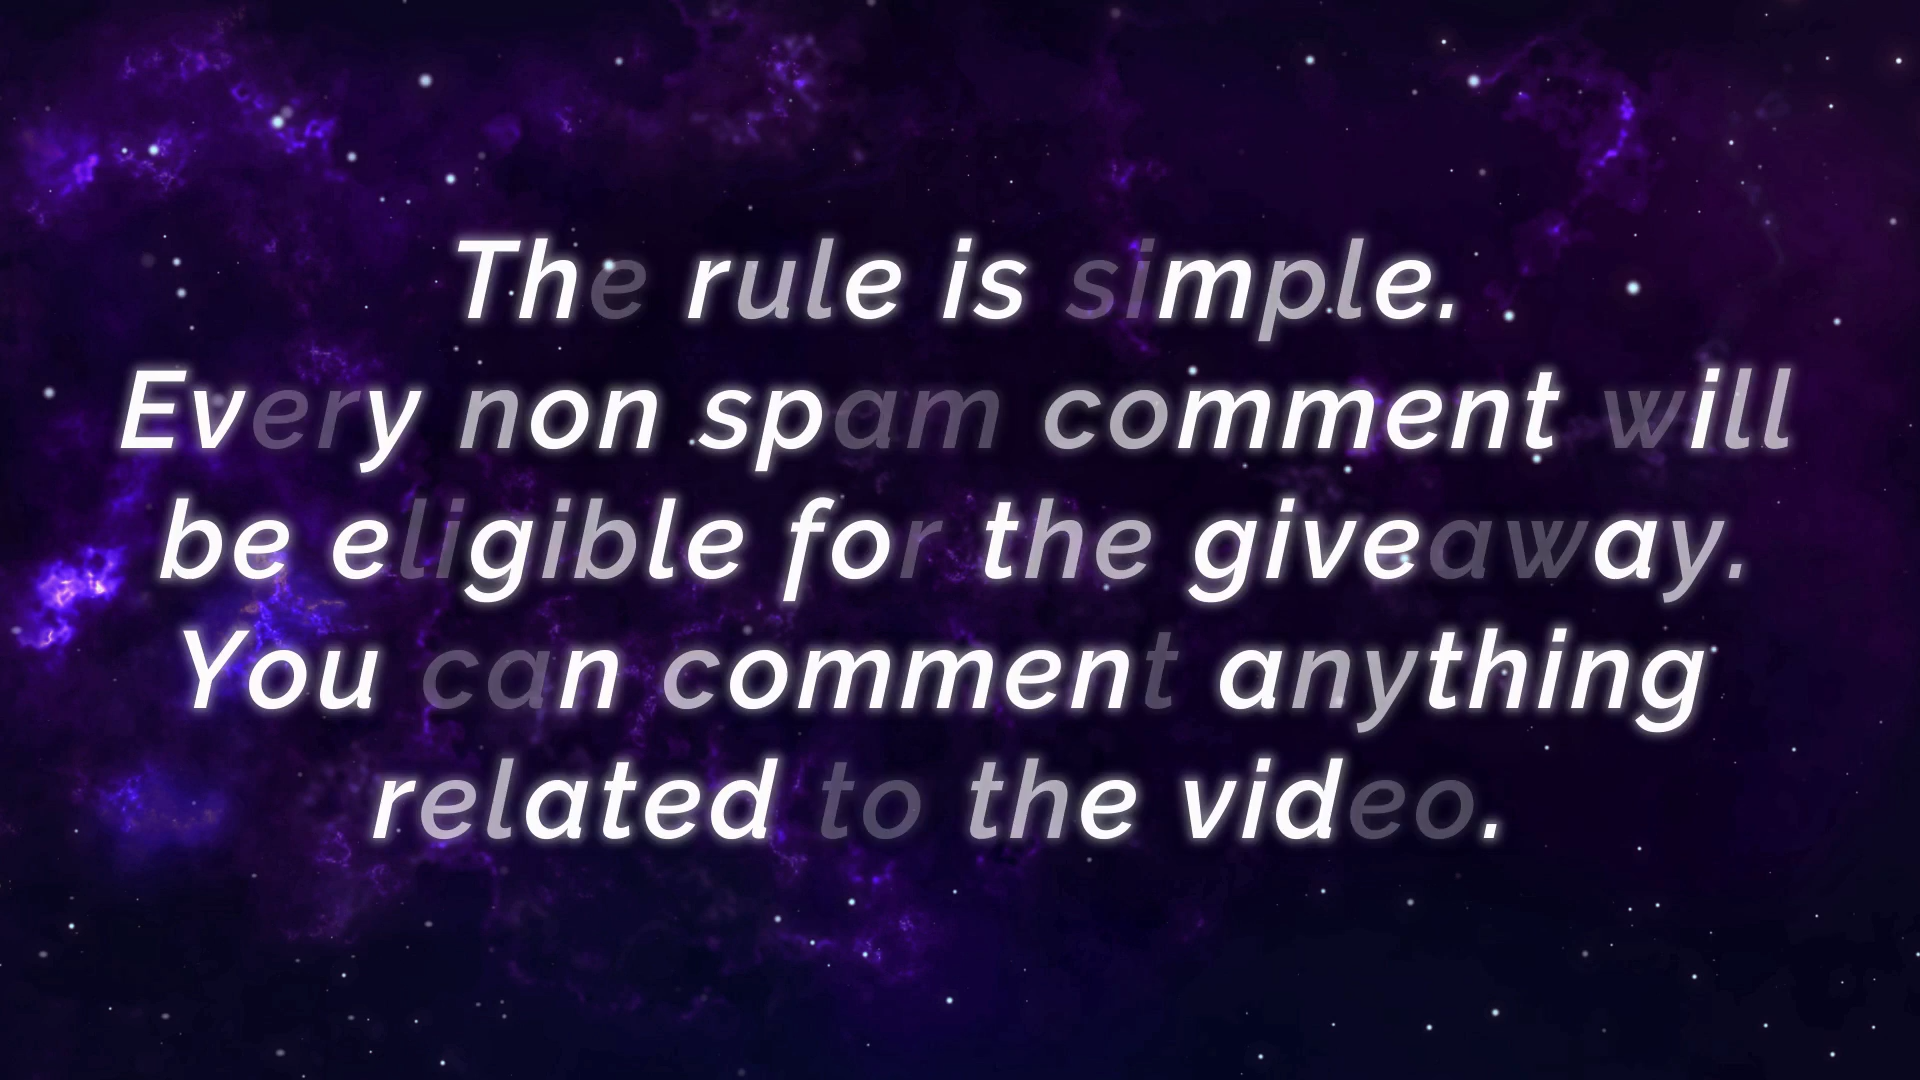 The rule is simple.
Every non spam comment will
be eligible for the giveaway.
You can comment anything
related to the video.